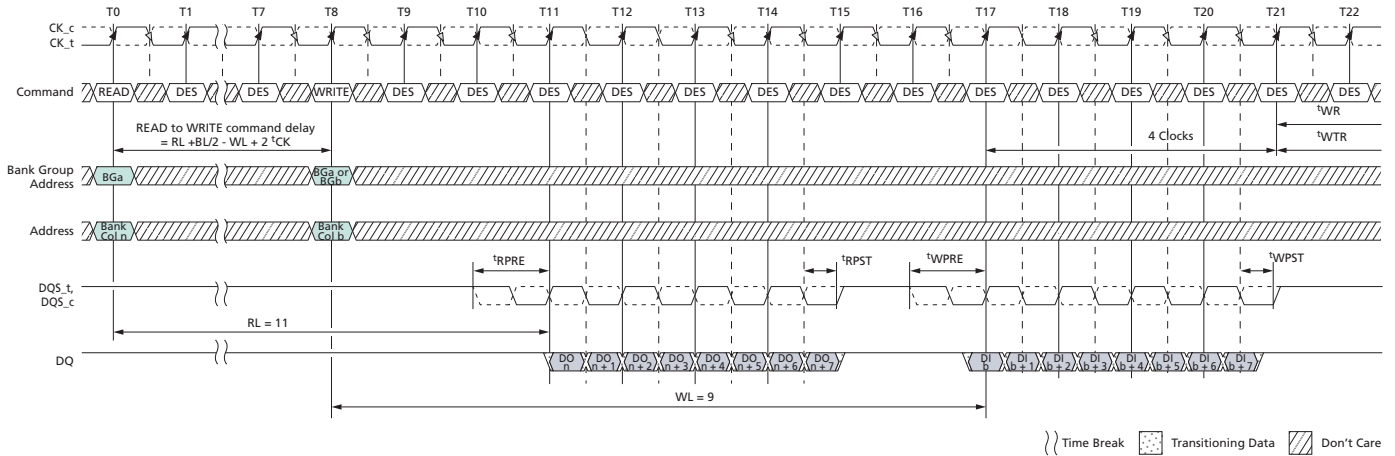 T0 T1 T7 T8 T9 T10 T11 T12 T13 T14 T15 T16 T17 T18 T19 T20 T21 T22
CK_c
CK_t
Command READ DES DES WRITE DES DES DES DES DES DES DES DES DES DES DES DES DES DES
READ to WRITE command delay
= RL +BL/2 - WL + 2 tCK
tWR
4 Clocks
tWTR
Bank Group
Address
BGa
BGa or
BGb
Address
Bank
Col n
Bank
Col b
tRPRE
tRPST
tWPRE
tWPST
DQS_t,
DQS_c
RL = 11
DQ
DO
n
DO
n + 1
DO
n + 2
DO
n + 3
DO
n + 4
DO
n + 5
DO
n + 6
DO
n + 7
DI
b
DI
b + 1
DI
b + 2
DI
b + 3
DI
b + 4
DI
b + 5
DI
b + 6
DI
b + 7
WL = 9
Time Break
Transitioning Data
Don't Care